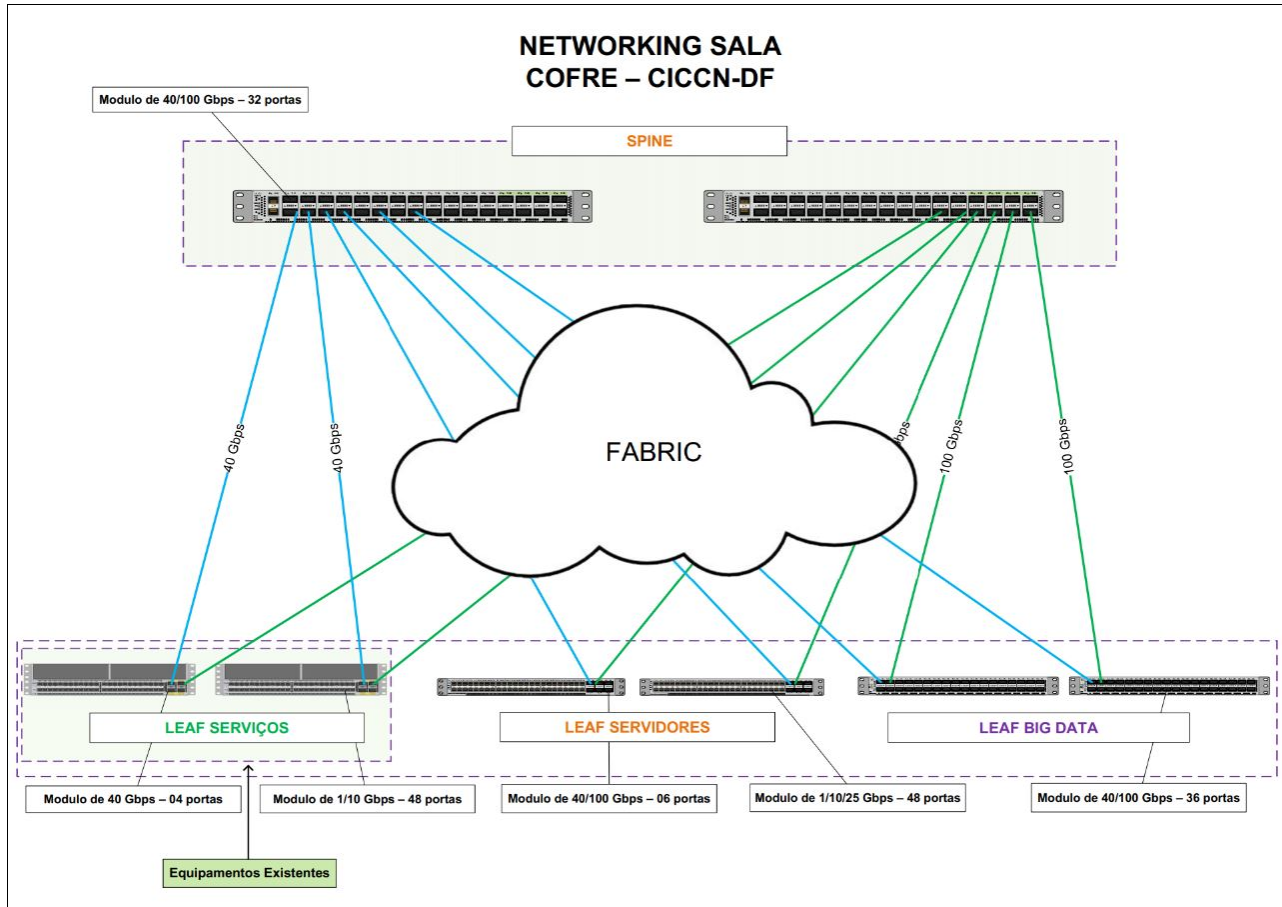 NETWORKING SALA
COFRE – CICCN-DF
Modulo de 40/100 Gbps – 32 portas
SPINE
FABRIC
40 Gbps
40 Gbps
100 Gbps
100 Gbps
LEAF SERVIÇOS
LEAF SERVIDORES
LEAF BIG DATA
Modulo de 40 Gbps – 04 portas
Modulo de 1/10 Gbps – 48 portas
Modulo de 40/100 Gbps – 06 portas
Modulo de 1/10/25 Gbps – 48 portas
Modulo de 40/100 Gbps – 36 portas
Equipamentos Existentes